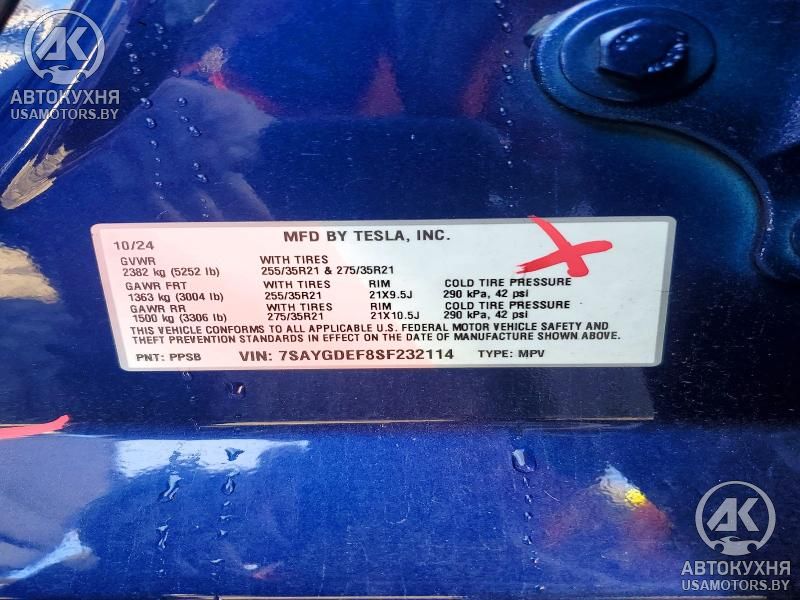 АК
АВТОКУХНЯ
USAMOTORS.BY
10/24 MFD BY TESLA, INC.
GVWR WITH TIRES
2382 kg (5252 lb) 255/35R21 & 275/35R21
GAWR FRT WITH TIRES RIM COLD TIRE PRESSURE
1363 kg (3004 lb) 255/35R21 21X9.5J 290 kPa, 42 psi
GAWR RR WITH TIRES RIM COLD TIRE PRESSURE
1500 kg (3306 lb) 275/35R21 21X10.5J 290 kPa, 42 psi
THIS VEHICLE CONFORMS TO ALL APPLICABLE U.S. FEDERAL MOTOR VEHICLE SAFETY AND
THEFT PREVENTION STANDARDS IN EFFECT ON THE DATE OF MANUFACTURE SHOWN ABOVE.
PNT: PPSB VIN: 7SAYGDEF8SF232114 TYPE: MPV
АК
АВТОКУХНЯ
USAMOTORS.BY